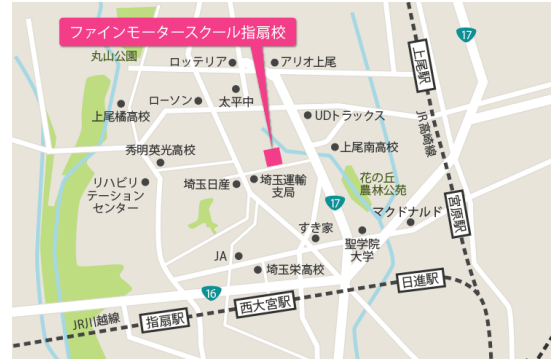 ファインモータースクール指扇校
丸山公園
ロッテリア
アリオ上尾
17
上尾駅
太平中
ローソン
上尾橘高校
UDトラックス
JR高崎線
秀明英光高校
上尾南高校
リハビリ
テーション
センター
埼玉日産
埼玉運輸
支局
花の丘
農林公苑
17
マクドナルド
宮原駅
すき家
聖学院
大学
JA
埼玉栄高校
日進駅
16
西大宮駅
指扇駅
JR川越線